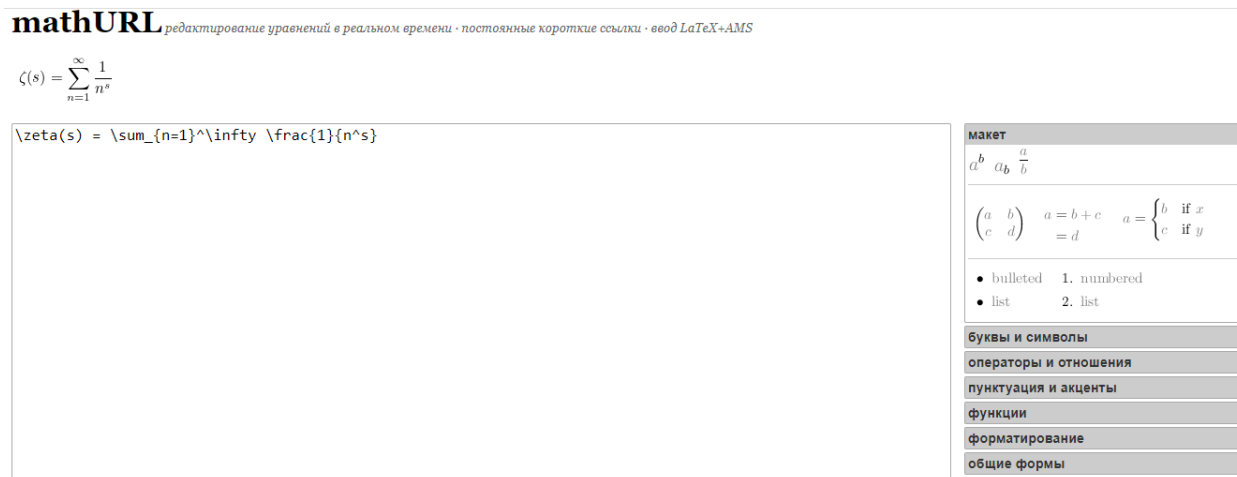 mathURL редактирование уравнений в реальном времени · постоянные короткие ссылки · ввод LaTeX+AMS
ζ(s) = ∑_{n=1}^{∞} 1/n^s
\zeta(s) = \sum_{n=1}^\infty \frac{1}{n^s}
макет
a^b a_b a/b
(a b; c d) a = b + c = d a = { b if x; c if y
• bulleted 1. numbered
• list 2. list
буквы и символы
операторы и отношения
пунктуация и акценты
функции
форматирование
общие формы